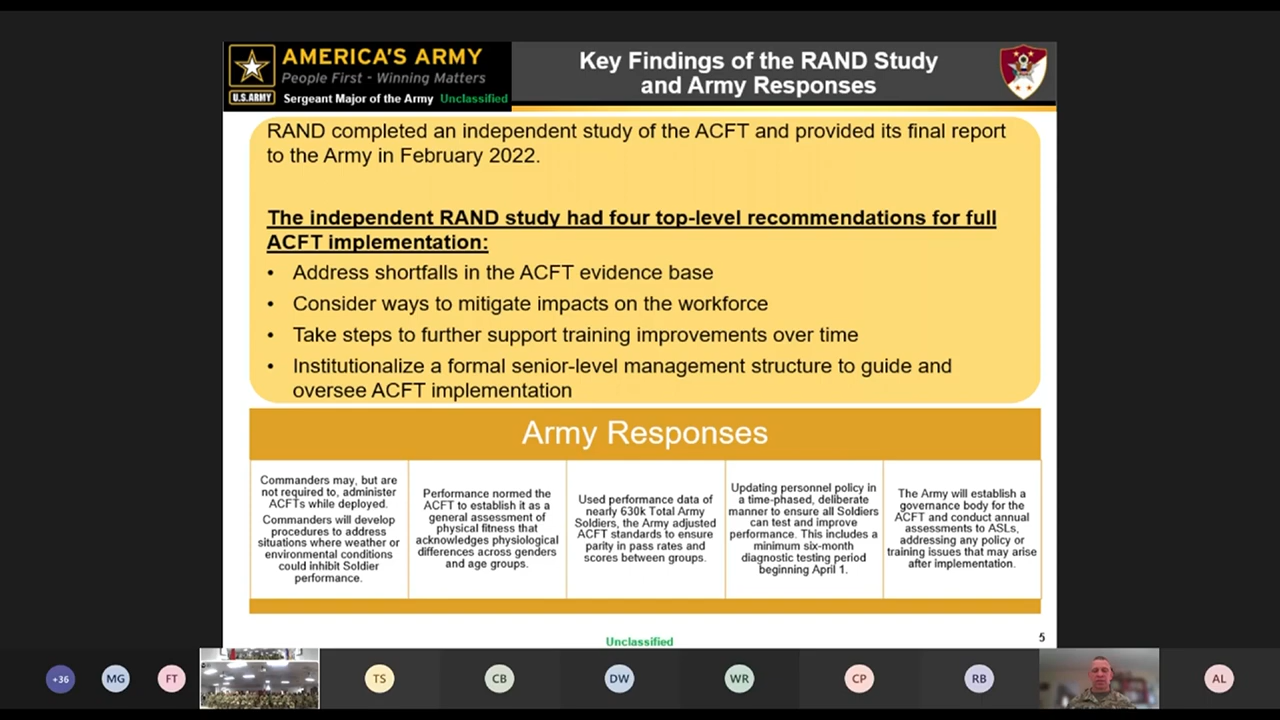 AMERICA'S ARMY
People First - Winning Matters
U.S.ARMY
Sergeant Major of the Army Unclassified
Key Findings of the RAND Study
and Army Responses
RAND completed an independent study of the ACFT and provided its final report
to the Army in February 2022.
The independent RAND study had four top-level recommendations for full
ACFT implementation:
• Address shortfalls in the ACFT evidence base
• Consider ways to mitigate impacts on the workforce
• Take steps to further support training improvements over time
• Institutionalize a formal senior-level management structure to guide and
oversee ACFT implementation
Army Responses
Commanders may, but are
not required to, administer
ACFTs while deployed.
Commanders will develop
procedures to address
situations where weather or
environmental conditions
could inhibit Soldier
performance.
Performance normed the
ACFT to establish it as a
general assessment of
physical fitness that
acknowledges physiological
differences across genders
and age groups.
Used performance data of
nearly 630k Total Army
Soldiers, the Army adjusted
ACFT standards to ensure
parity in pass rates and
scores between groups.
Updating personnel policy in
a time-phased, deliberate
manner to ensure all Soldiers
can test and improve
performance. This includes a
minimum six-month
diagnostic testing period
beginning April 1.
The Army will establish a
governance body for the
ACFT and conduct annual
assessments to ASLs,
addressing any policy or
training issues that may arise
after implementation.
Unclassified
5
+36
MG
FT
TS
CB
DW
WR
CP
RB
AL